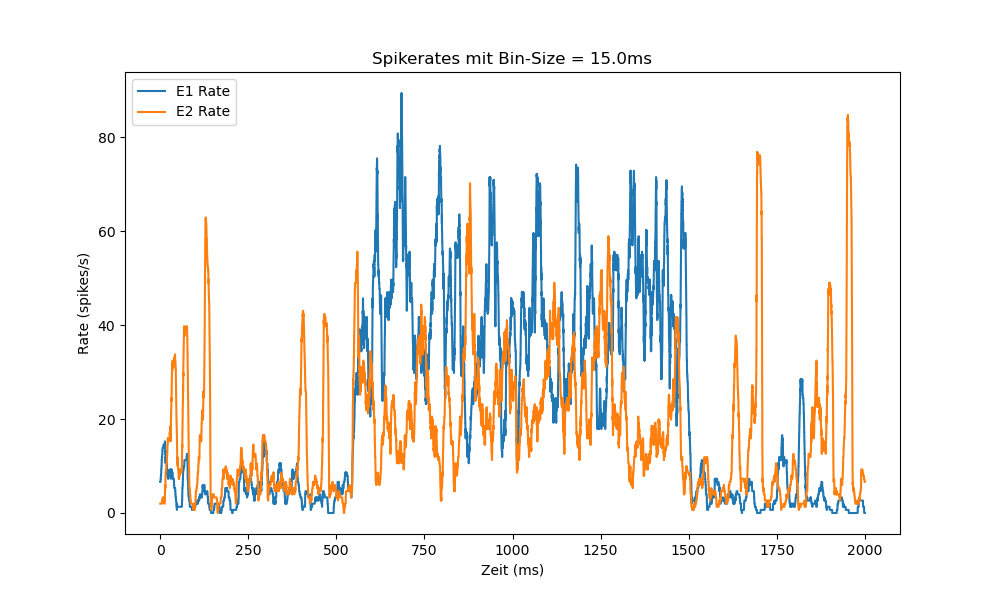 Spikerates mit Bin-Size = 15.0ms
E1 Rate
E2 Rate
80
60
40
20
0
Rate (spikes/s)
0 250 500 750 1000 1250 1500 1750 2000
Zeit (ms)